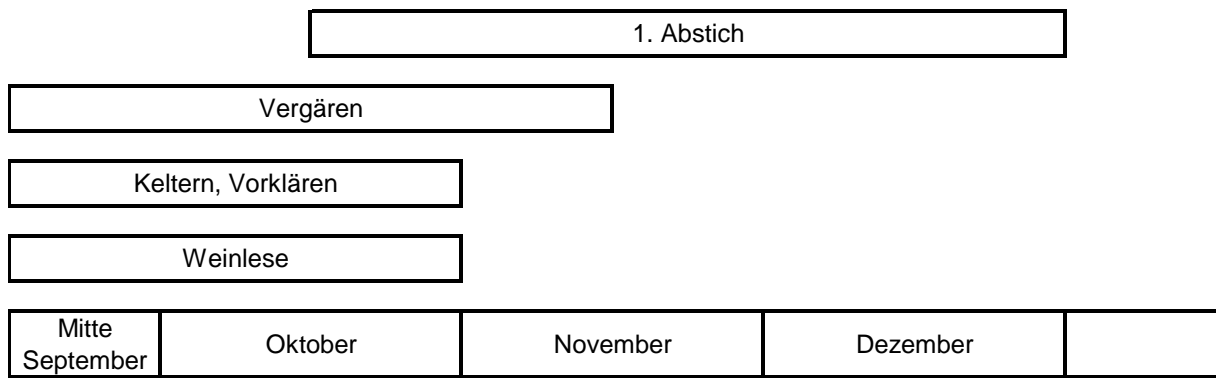 1. Abstich
Vergären
Keltern, Vorklären
Weinlese
Mitte
September
Oktober
November
Dezember